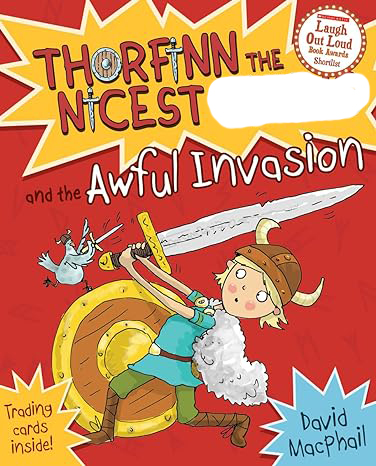 THORFINN THE
NICEST
SCHOLASTIC
Laugh
Out Loud
Book Awards
Shortlist
and the Awful Invasion
Trading
cards
inside!
David
MacPhail